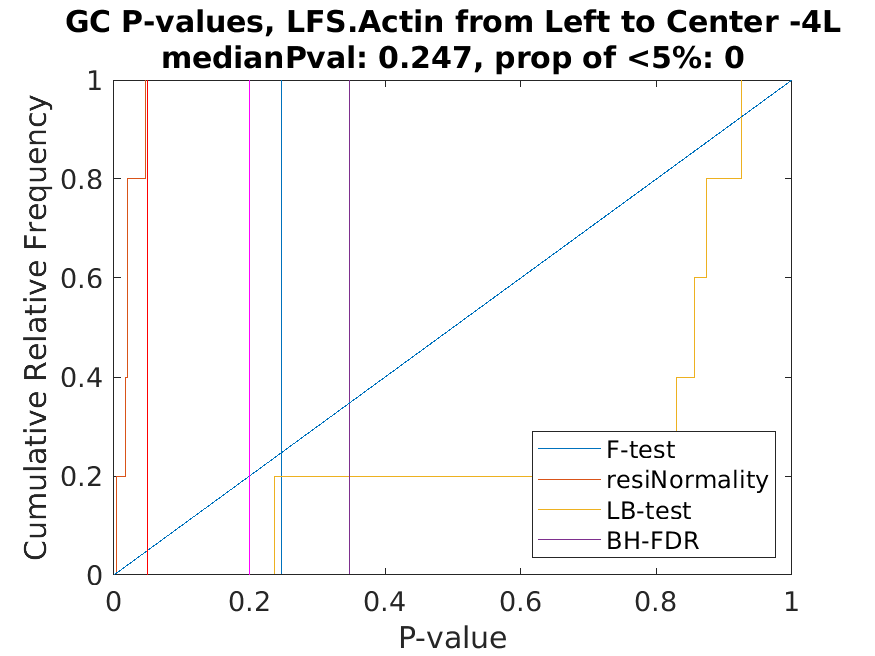 GC P-values, LFS.Actin from Left to Center -4L
medianPval: 0.247, prop of <5%: 0
Cumulative Relative Frequency
1
0.8
0.6
0.4
0.2
0
0
0.2
0.4
0.6
0.8
1
P-value
F-test
resiNormality
LB-test
BH-FDR